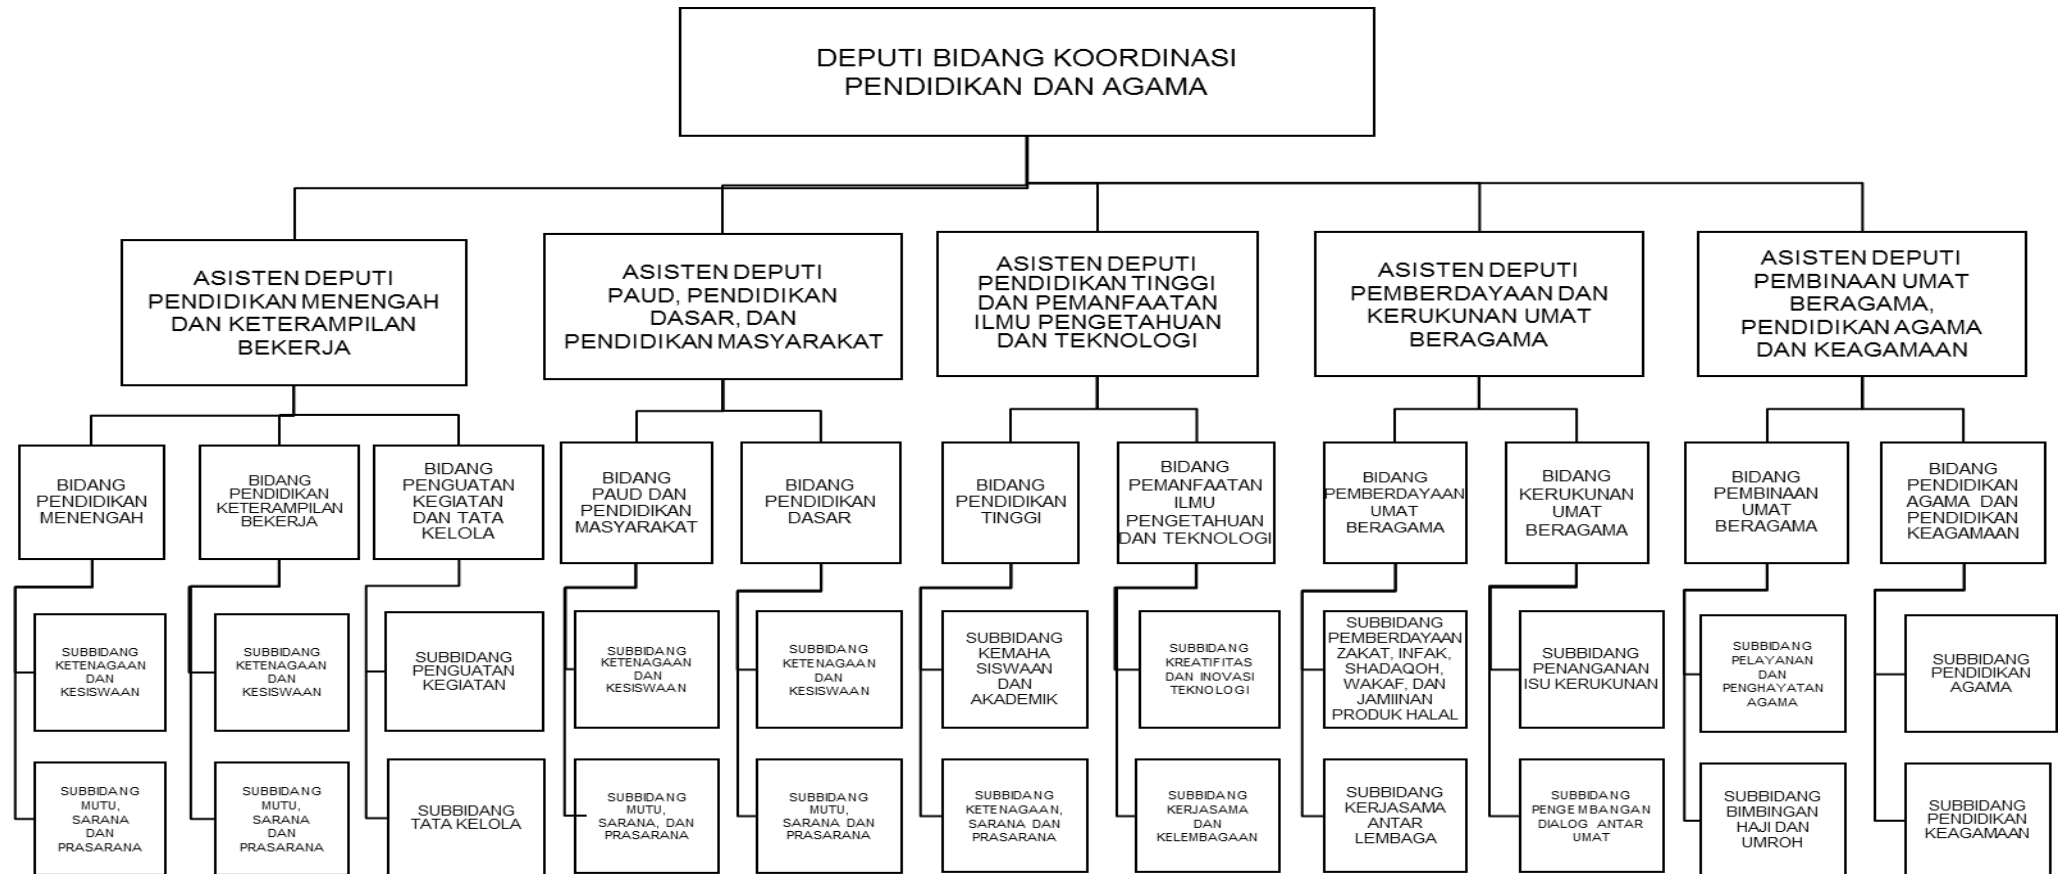 DEPUTI BIDANG KOORDINASI
PENDIDIKAN DAN AGAMA
ASISTEN DEPUTI
PENDIDIKAN MENENGAH
DAN KETERAMPILAN
BEKERJA
ASISTEN DEPUTI
PAUD, PENDIDIKAN
DASAR, DAN
PENDIDIKAN MASYARAKAT
ASISTEN DEPUTI
PENDIDIKAN TINGGI
DAN PEMANFAATAN
ILMU PENGETAHUAN
DAN TEKNOLOGI
ASISTEN DEPUTI
PEMBERDAYAAN DAN
KERUKUNAN UMAT
BERAGAMA
ASISTEN DEPUTI
PEMBINAAN UMAT
BERAGAMA,
PENDIDIKAN AGAMA
DAN KEAGAMAAN
BIDANG
PENDIDIKAN
MENENGAH
BIDANG
PENDIDIKAN
KETERAMPILAN
BEKERJA
BIDANG
PENGUATAN
KEGIATAN
DAN TATA
KELOLA
BIDANG
PAUD DAN
PENDIDIKAN
MASYARAKAT
BIDANG
PENDIDIKAN
DASAR
BIDANG
PENDIDIKAN
TINGGI
BIDANG
PEMANFAATAN
ILMU
PENGETAHUAN
DAN TEKNOLOGI
BIDANG
PEMBERDAYAAN
UMAT
BERAGAMA
BIDANG
KERUKUNAN
UMAT
BERAGAMA
BIDANG
PEMBINAAN
UMAT
BERAGAMA
BIDANG
PENDIDIKAN
AGAMA DAN
PENDIDIKAN
KEAGAMAAN
SUBBIDANG
KETENAGAAN
DAN
KESISWAAN
SUBBIDANG
KETENAGAAN
DAN
KESISWAAN
SUBBIDANG
PENGUATAN
KEGIATAN
SUBBIDANG
KETENAGAAN
DAN
KESISWAAN
SUBBIDANG
KETENAGAAN
DAN
KESISWAAN
SUBBIDANG
KEMAHA
SISWAAN
DAN
AKADEMIK
SUBBIDANG
KREATIFITAS
DAN INOVASI
TEKNOLOGI
SUBBIDANG
PEMBERDAYAAN
ZAKAT, INFAK,
SHADAQOH,
WAKAF, DAN
JAMIINAN
PRODUK HALAL
SUBBIDANG
PENANGANAN
ISU KERUKUNAN
SUBBIDANG
PELAYANAN
DAN
PENGHAYATAN
AGAMA
SUBBIDANG
PENDIDIKAN
AGAMA
SUBBIDANG
MUTU,
SARANA
DAN
PRASARANA
SUBBIDANG
MUTU,
SARANA
DAN
PRASARANA
SUBBIDANG
TATA KELOLA
SUBBIDANG
MUTU,
SARANA, DAN
PRASARANA
SUBBIDANG
MUTU,
SARANA DAN
PRASARANA
SUBBIDANG
KETENAGAAN,
SARANA DAN
PRASARANA
SUBBIDANG
KERJASAMA
DAN
KELEMBAGAAN
SUBBIDANG
KERJASAMA
ANTAR
LEMBAGA
SUBBIDANG
PENGEMBANGAN
DIALOG ANTAR
UMAT
SUBBIDANG
BIMBINGAN
HAJI DAN
UMROH
SUBBIDANG
PENDIDIKAN
KEAGAMAAN